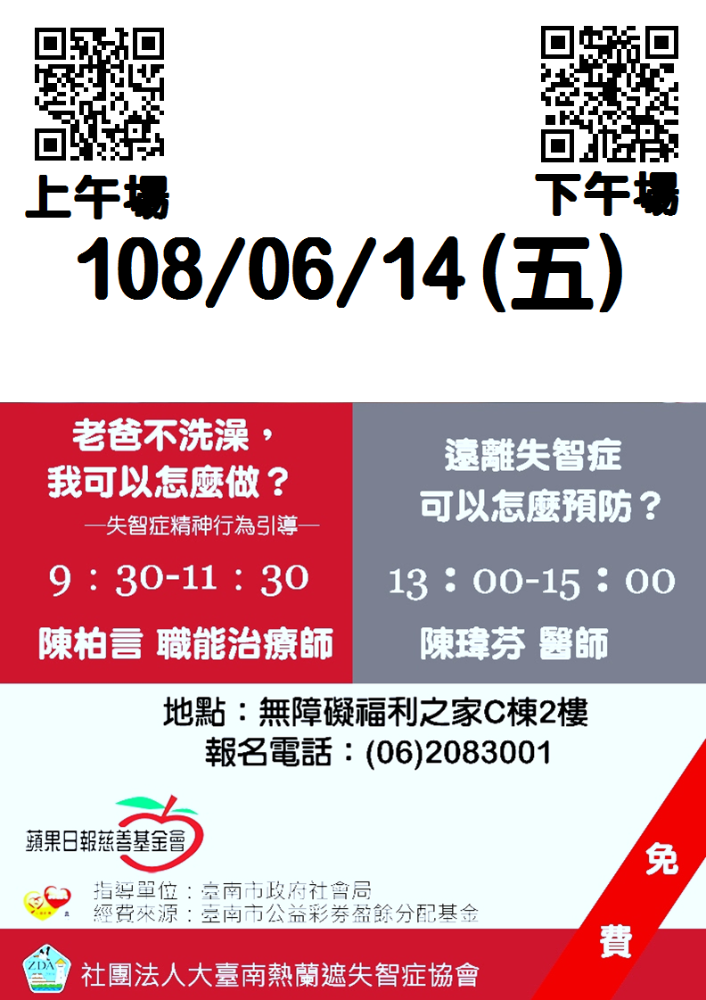 上午場
下午場
108/06/14(五)
老爸不洗澡，
我可以怎麼做？
—失智症精神行為引導—
9：30-11：30
陳柏言 職能治療師
遠離失智症
可以怎麼預防？
13：00-15：00
陳瑋芬 醫師
地點：無障礙福利之家C棟2樓
報名電話：(06)2083001
蘋果日報慈善基金會
指導單位：臺南市政府社會局
經費來源：臺南市公益彩券盈餘分配基金
免費
ZDA
社團法人大臺南熱蘭遮失智症協會